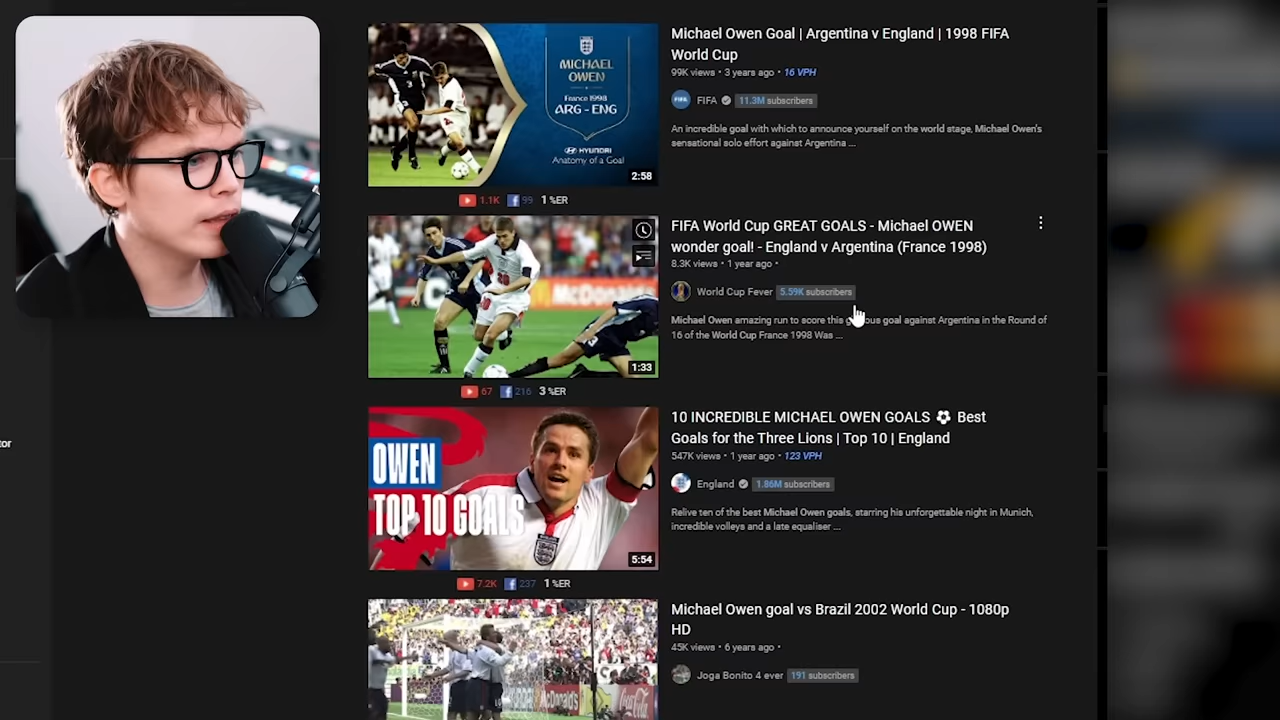 MICHAEL
OWEN
France 1998
ARG - ENG
HYUNDAI
Anatomy of a Goal
2:58
Michael Owen Goal | Argentina v England | 1998 FIFA
World Cup
99K views • 3 years ago • 16 VPH
FIFA
FIFA 11.3M subscribers
An incredible goal with which to announce yourself on the world stage, Michael Owen's
sensational solo effort against Argentina ...
1.1K 99 1 %ER
McDonald's
1:33
FIFA World Cup GREAT GOALS - Michael OWEN
wonder goal! - England v Argentina (France 1998)
8.3K views • 1 year ago •
World Cup Fever 5.59K subscribers
Michael Owen amazing run to score this g ous goal against Argentina in the Round of
16 of the World Cup France 1998 Was ...
67 216 3 %ER
tor
OWEN
TOP 10 GOALS
5:54
10 INCREDIBLE MICHAEL OWEN GOALS ⚽ Best
Goals for the Three Lions | Top 10 | England
547K views • 1 year ago • 123 VPH
England 1.86M subscribers
Relive ten of the best Michael Owen goals, starring his unforgettable night in Munich,
incredible volleys and a late equaliser ...
7.2K 237 1 %ER
McDonald's
Coca-Cola
Michael Owen goal vs Brazil 2002 World Cup - 1080p
HD
45K views • 6 years ago •
Joga Bonito 4 ever 191 subscribers